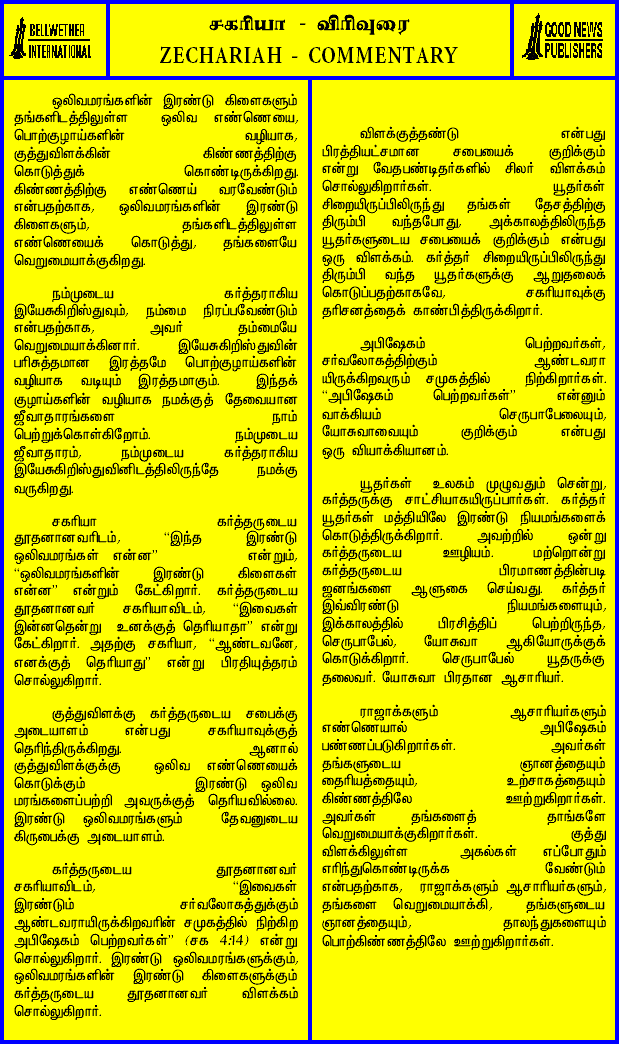 BELLWETHER
INTERNATIONAL
சகரியா - விரிவுரை
ZECHARIAH - COMMENTARY
GOOD NEWS
PUBLISHERS
ஒலிவமரங்களின் இரண்டு கிளைகளும்
தங்களிடத்திலுள்ள ஒலிவ எண்ணெயை,
பொற்குழாய்களின் வழியாக,
குத்துவிளக்கின் கிண்ணத்திற்கு
கொடுத்துக் கொண்டிருக்கிறது.
கிண்ணத்திற்கு எண்ணெய் வரவேண்டும்
என்பதற்காக, ஒலிவமரங்களின் இரண்டு
கிளைகளும், தங்களிடத்திலுள்ள
எண்ணெயைக் கொடுத்து, தங்களையே
வெறுமையாக்குகிறது.
நம்முடைய கர்த்தராகிய
இயேசுகிறிஸ்துவும், நம்மை நிரப்பவேண்டும்
என்பதற்காக, அவர் தம்மையே
வெறுமையாக்கினார். இயேசுகிறிஸ்துவின்
பரிசுத்தமான இரத்தமே பொற்குழாய்களின்
வழியாக வடியும் இரத்தமாகும். இந்தக்
குழாய்களின் வழியாக நமக்குத் தேவையான
ஜீவாதாரங்களை நாம்
பெற்றுக்கொள்கிறோம். நம்முடைய
ஜீவாதாரம், நம்முடைய கர்த்தராகிய
இயேசுகிறிஸ்துவினிடத்திலிருந்தே நமக்கு
வருகிறது.
சகரியா கர்த்தருடைய
தூதனானவரிடம், “இந்த இரண்டு
ஒலிவமரங்கள் என்ன” என்றும்,
“ஒலிவமரங்களின் இரண்டு கிளைகள்
என்ன” என்றும் கேட்கிறார். கர்த்தருடைய
தூதனானவர் சகரியாவிடம், “இவைகள்
இன்னதென்று உனக்குத் தெரியாதா” என்று
கேட்கிறார். அதற்கு சகரியா, “ஆண்டவனே,
எனக்குத் தெரியாது” என்று பிரதியுத்தரம்
சொல்லுகிறார்.
குத்துவிளக்கு கர்த்தருடைய சபைக்கு
அடையாளம் என்பது சகரியாவுக்குத்
தெரிந்திருக்கிறது. ஆனால்
குத்துவிளக்குக்கு ஒலிவ எண்ணெயைக்
கொடுக்கும் இரண்டு ஒலிவ
மரங்களைப்பற்றி அவருக்குத் தெரியவில்லை.
இரண்டு ஒலிவமரங்களும் தேவனுடைய
கிருபைக்கு அடையாளம்.
கர்த்தருடைய தூதனானவர்
சகரியாவிடம், “இவைகள்
இரண்டும் சர்வலோகத்துக்கும்
ஆண்டவராயிருக்கிறவரின் சமுகத்தில் நிற்கிற
அபிஷேகம் பெற்றவர்கள்” (சக 4:14) என்று
சொல்லுகிறார். இரண்டு ஒலிவமரங்களுக்கும்,
ஒலிவமரங்களின் இரண்டு கிளைகளுக்கும்
கர்த்தருடைய தூதனானவர் விளக்கம்
சொல்லுகிறார்.
விளக்குத்தண்டு என்பது
பிரத்தியட்சமான சபையைக் குறிக்கும்
என்று வேதபண்டிதர்களில் சிலர் விளக்கம்
சொல்லுகிறார்கள். யூதர்கள்
சிறையிருப்பிலிருந்து தங்கள் தேசத்திற்கு
திரும்பி வந்தபோது, அக்காலத்திலிருந்த
யூதர்களுடைய சபையைக் குறிக்கும் என்பது
ஒரு விளக்கம். கர்த்தர் சிறையிருப்பிலிருந்து
திரும்பி வந்த யூதர்களுக்கு ஆறுதலைக்
கொடுப்பதற்காகவே, சகரியாவுக்கு
தரிசனத்தைக் காண்பித்திருக்கிறார்.
அபிஷேகம் பெற்றவர்கள்,
சர்வலோகத்திற்கும் ஆண்டவரா
யிருக்கிறவரும் சமுகத்தில் நிற்கிறார்கள்.
“அபிஷேகம் பெற்றவர்கள்” என்னும்
வாக்கியம் செருபாபேலையும்,
யோசுவாவையும் குறிக்கும் என்பது
ஒரு வியாக்கியானம்.
யூதர்கள் உலகம் முழுவதும் சென்று,
கர்த்தருக்கு சாட்சியாகயிருப்பார்கள். கர்த்தர்
யூதர்கள் மத்தியிலே இரண்டு நியமங்களைக்
கொடுத்திருக்கிறார். அவற்றில் ஒன்று
கர்த்தருடைய ஊழியம். மற்றொன்று
கர்த்தருடைய பிரமாணத்தின்படி
ஜனங்களை ஆளுகை செய்வது. கர்த்தர்
இவ்விரண்டு நியமங்களையும்,
இக்காலத்தில் பிரசித்திப் பெற்றிருந்த,
செருபாபேல், யோசுவா ஆகியோருக்குக்
கொடுக்கிறார். செருபாபேல் யூதருக்கு
தலைவர். யோசுவா பிரதான ஆசாரியர்.
ராஜாக்களும் ஆசாரியர்களும்
எண்ணெயால் அபிஷேகம்
பண்ணப்படுகிறார்கள். அவர்கள்
தங்களுடைய ஞானத்தையும்
தைரியத்தையும், உற்சாகத்தையும்
கிண்ணத்திலே ஊற்றுகிறார்கள்.
அவர்கள் தங்களைத் தாங்களே
வெறுமையாக்குகிறார்கள். குத்து
விளக்கிலுள்ள அகல்கள் எப்போதும்
எரிந்துகொண்டிருக்க வேண்டும்
என்பதற்காக, ராஜாக்களும் ஆசாரியர்களும்,
தங்களை வெறுமையாக்கி, தங்களுடைய
ஞானத்தையும், தாலந்துகளையும்
பொற்கிண்ணத்திலே ஊற்றுகிறார்கள்.